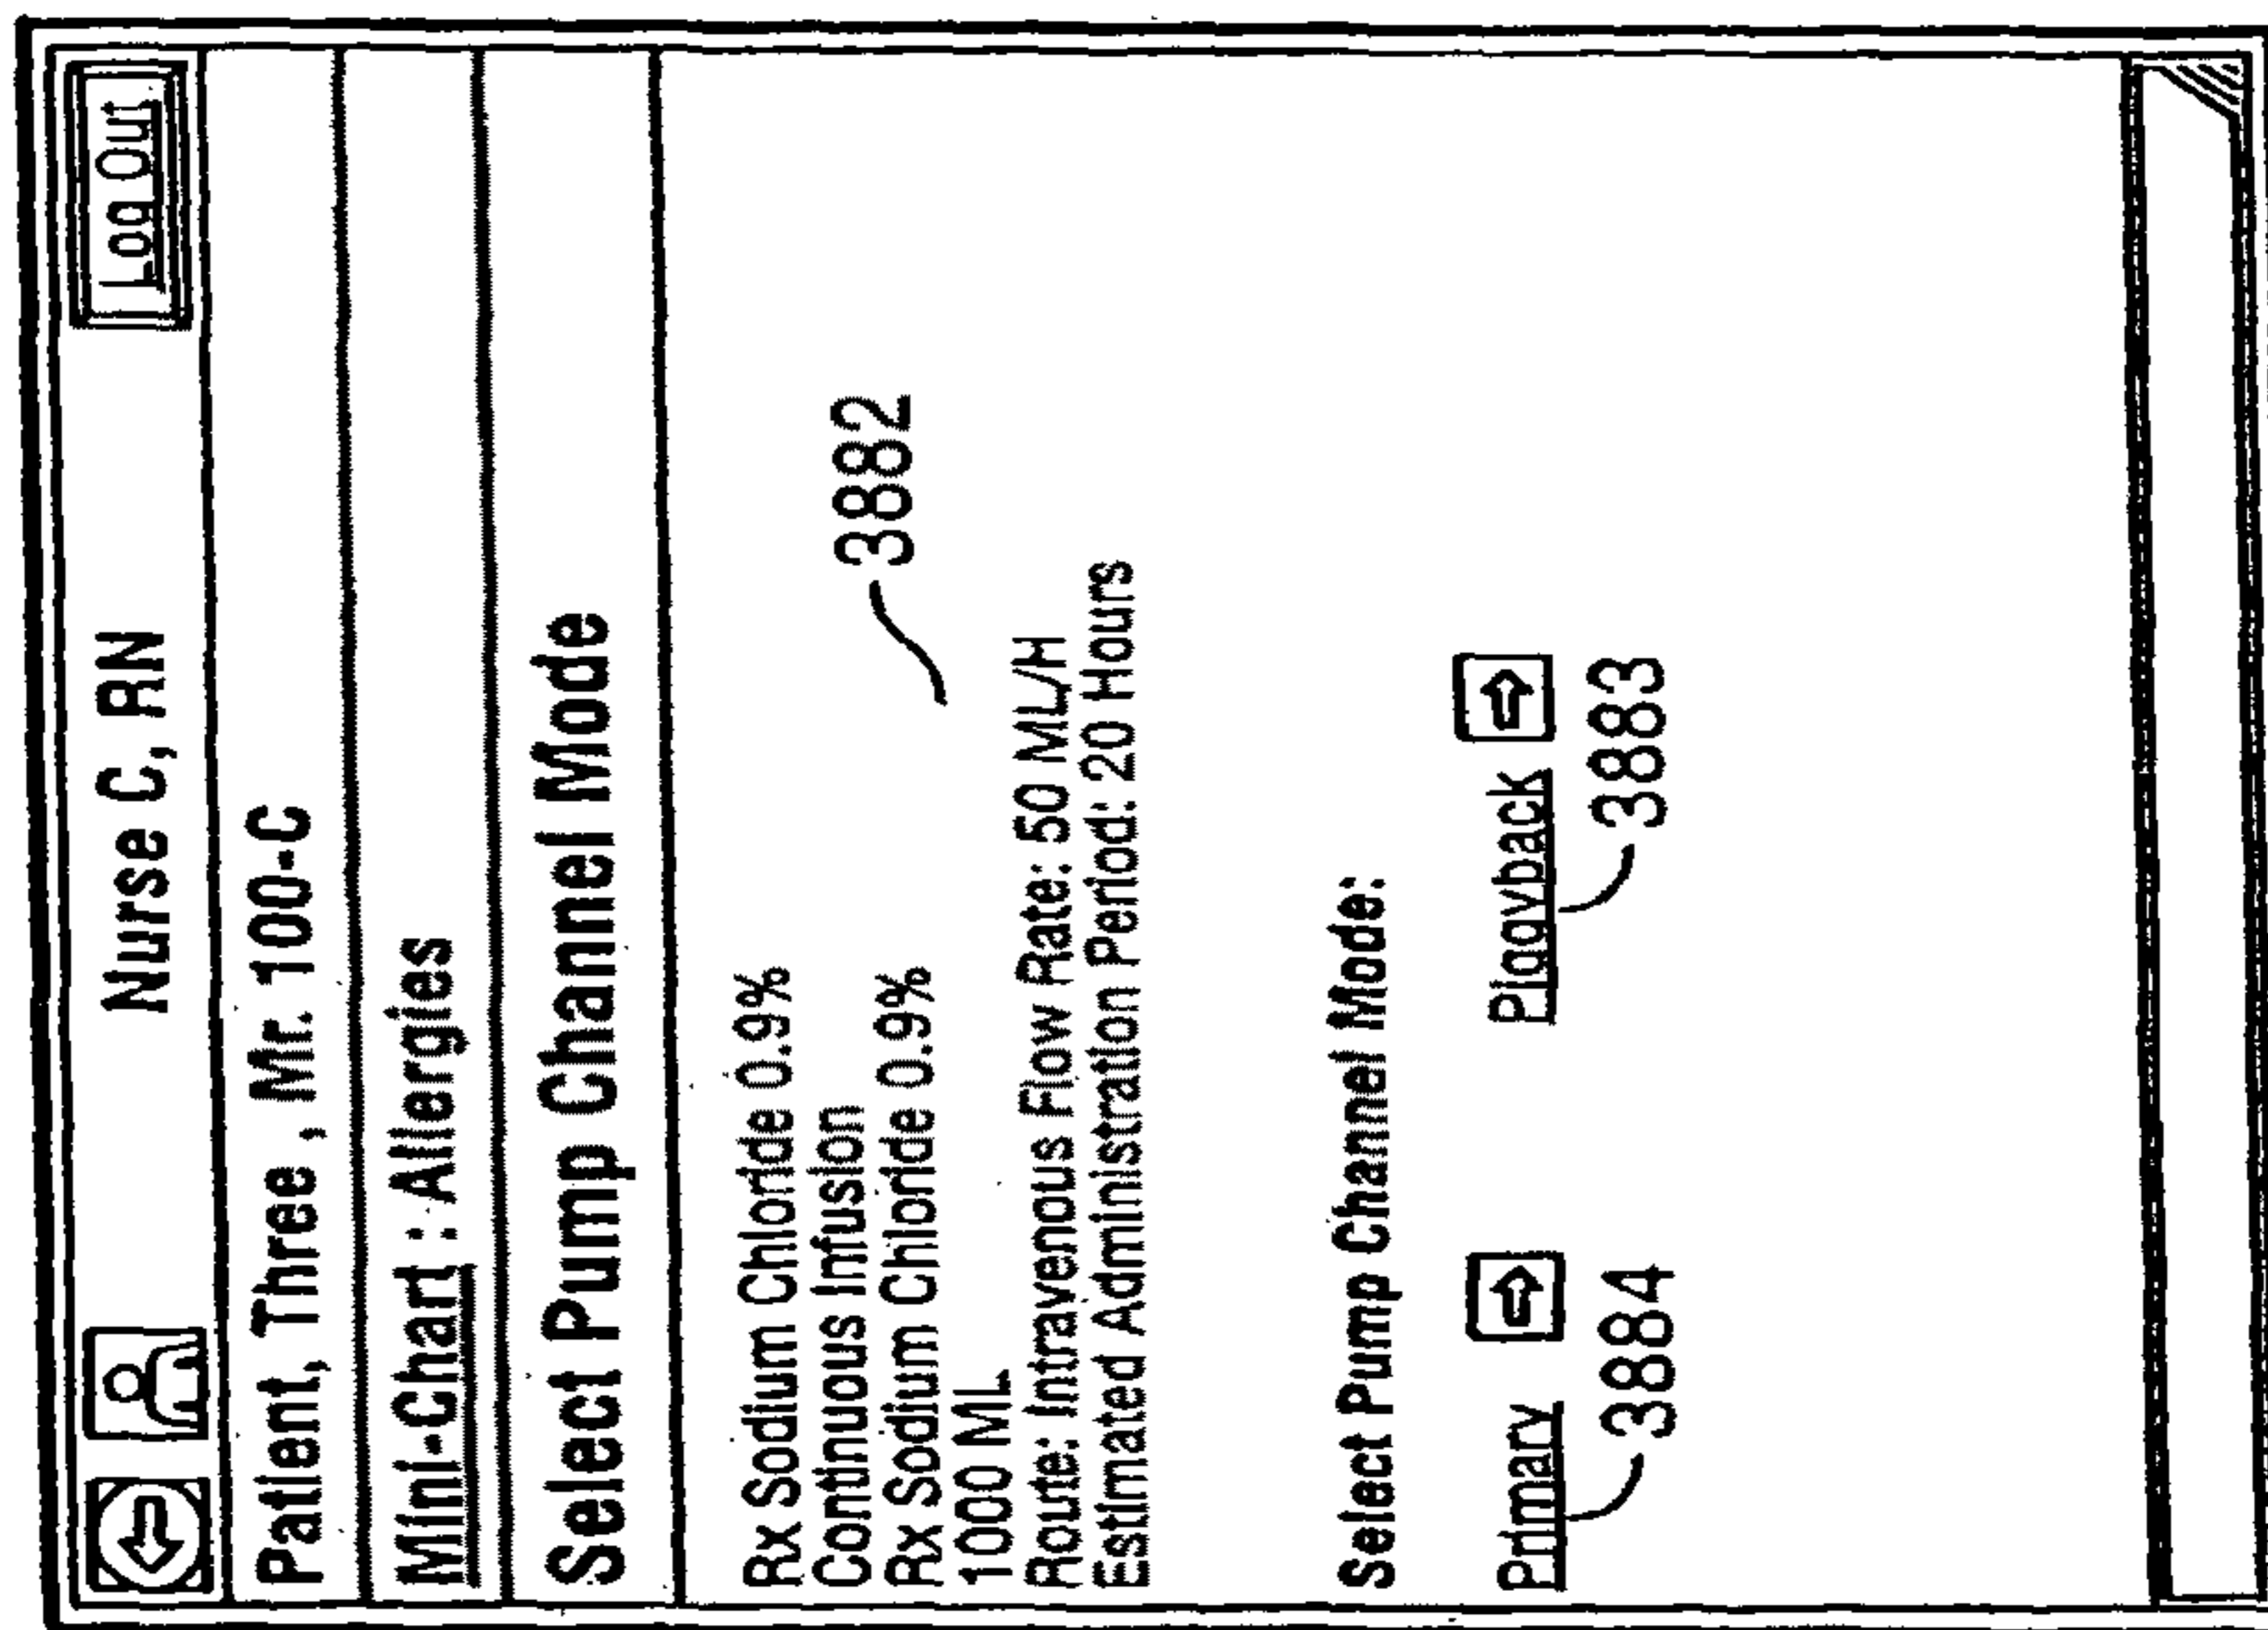 Nurse C, RN Log Out
Patient, Three , Mr. 100-C
Mini-Chart : Allergies
Select Pump Channel Mode
Rx Sodium Chloride 0.9%
Continuous Infusion
Rx Sodium Chloride 0.9%
1000 ML
3882
Route: Intravenous Flow Rate: 50 ML/H
Estimated Administration Period: 20 Hours
Select Pump Channel Mode:
Primary Piggyback
3884 3883